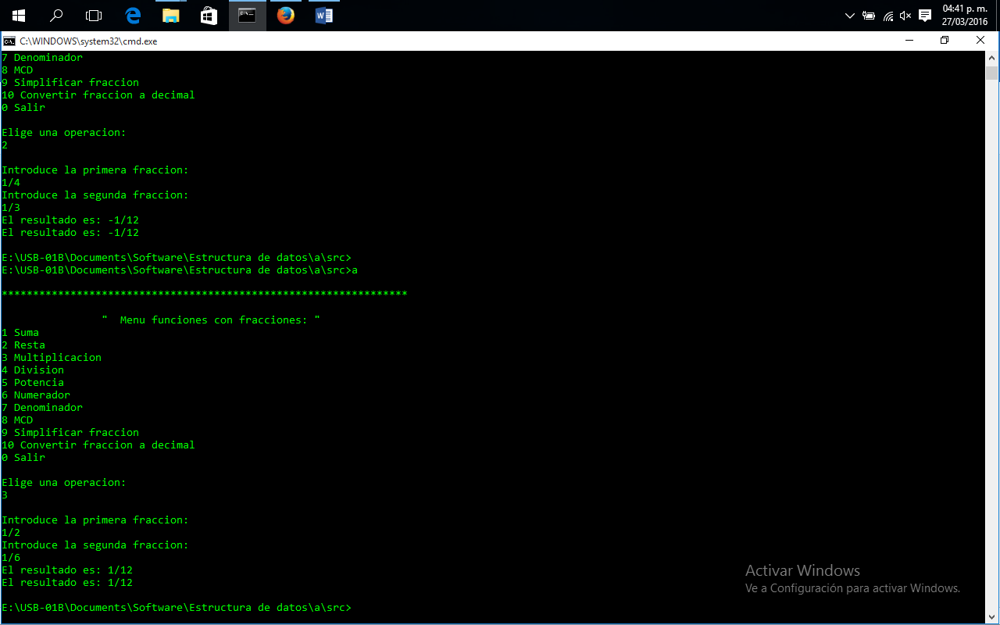 04:41 p. m.
27/03/2016
C:\WINDOWS\system32\cmd.exe
7 Denominador
8 MCD
9 Simplificar fraccion
10 Convertir fraccion a decimal
0 Salir
Elige una operacion:
2
Introduce la primera fraccion:
1/4
Introduce la segunda fraccion:
1/3
El resultado es: -1/12
El resultado es: -1/12
E:\USB-01B\Documents\Software\Estructura de datos\a\src>
E:\USB-01B\Documents\Software\Estructura de datos\a\src>a
*****************************************************************
"  Menu funciones con fracciones: "
1 Suma
2 Resta
3 Multiplicacion
4 Division
5 Potencia
6 Numerador
7 Denominador
8 MCD
9 Simplificar fraccion
10 Convertir fraccion a decimal
0 Salir
Elige una operacion:
3
Introduce la primera fraccion:
1/2
Introduce la segunda fraccion:
1/6
El resultado es: 1/12
El resultado es: 1/12
E:\USB-01B\Documents\Software\Estructura de datos\a\src>
Activar Windows
Ve a Configuración para activar Windows.